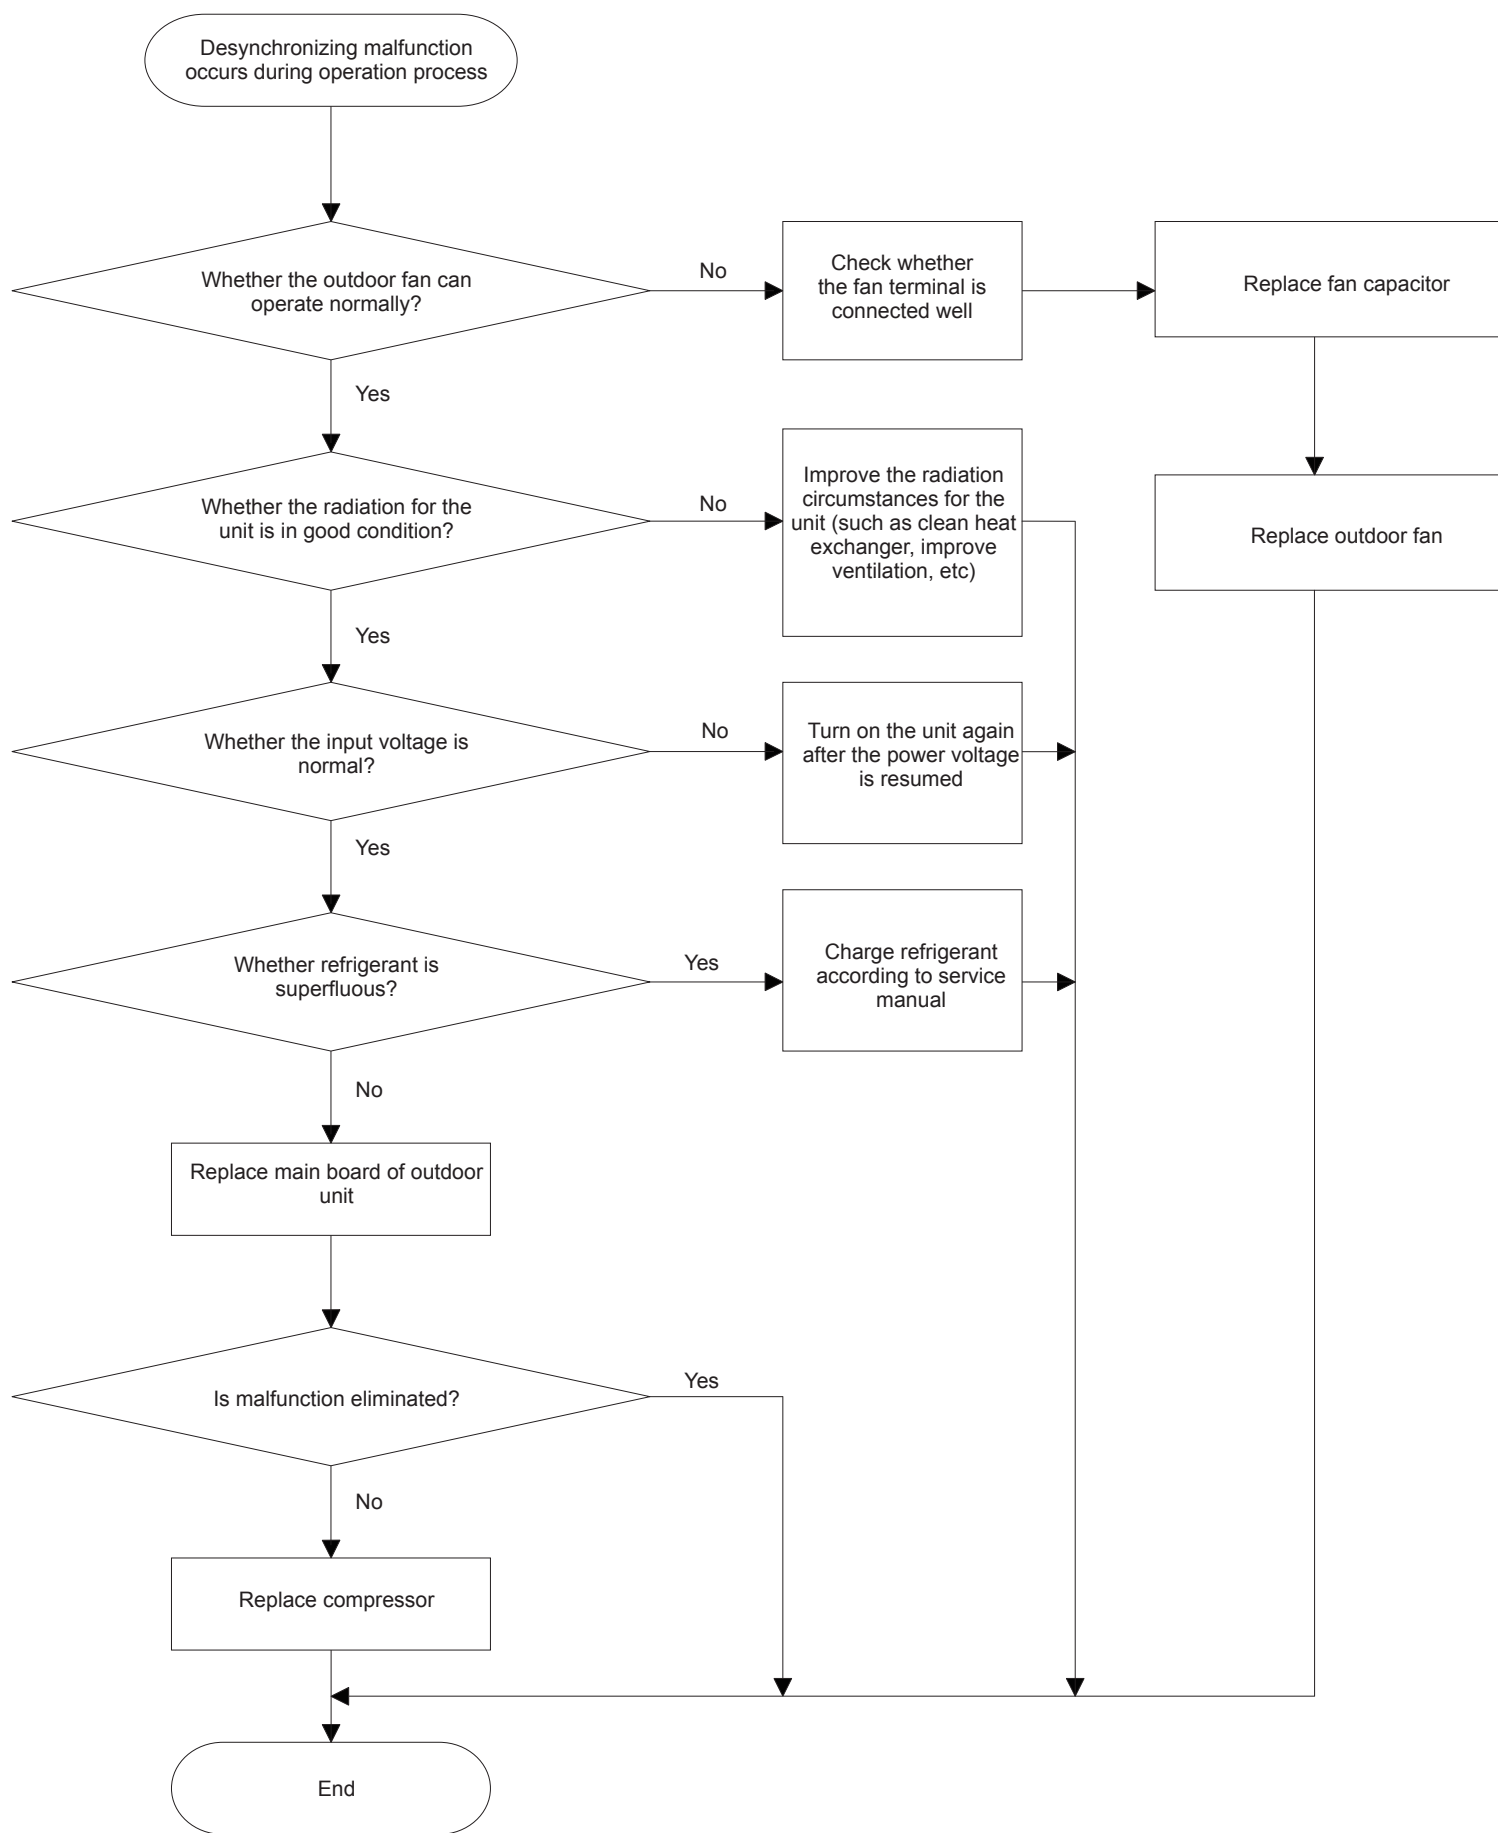 Desynchronizing malfunction
occurs during operation process
Whether the outdoor fan can
operate normally?
No
Check whether
the fan terminal is
connected well
Replace fan capacitor
Yes
Whether the radiation for the
unit is in good condition?
No
Improve the radiation
circumstances for the
unit (such as clean heat
exchanger, improve
ventilation, etc)
Replace outdoor fan
Yes
Whether the input voltage is
normal?
No
Turn on the unit again
after the power voltage
is resumed
Yes
Whether refrigerant is
superfluous?
Yes
Charge refrigerant
according to service
manual
No
Replace main board of outdoor
unit
Is malfunction eliminated?
Yes
No
Replace compressor
End